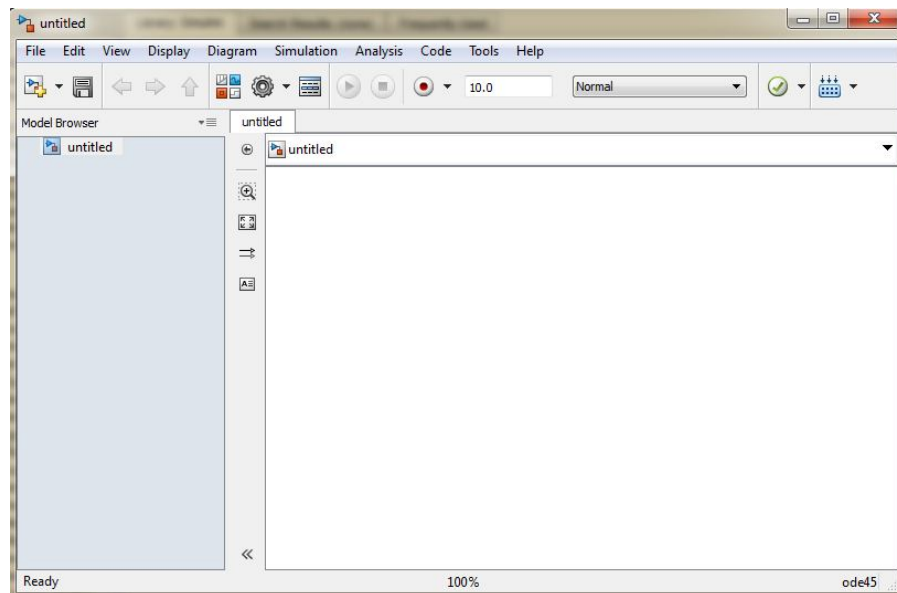 untitled
File Edit View Display Diagram Simulation Analysis Code Tools Help
10.0 Normal
Model Browser untitled
untitled untitled
Ready 100% ode45